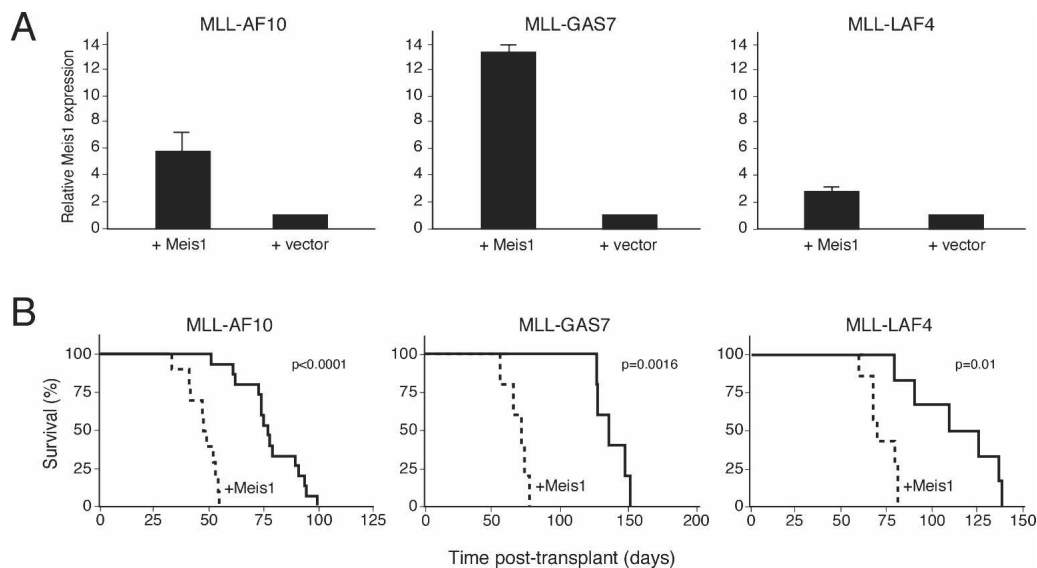 A
MLL-AF10
MLL-GAS7
MLL-LAF4
Relative Meis1 expression
14
12
10
8
6
4
2
0
+ Meis1
+ vector
14
12
10
8
6
4
2
0
+ Meis1
+ vector
14
12
10
8
6
4
2
0
+ Meis1
+ vector
B
MLL-AF10
MLL-GAS7
MLL-LAF4
Survival (%)
100
75
50
25
0
p<0.0001
+Meis1
0 25 50 75 100 125
100
75
50
25
0
p=0.0016
+Meis1
0 50 100 150 200
100
75
50
25
0
p=0.01
+Meis1
0 25 50 75 100 125 150
Time post-transplant (days)